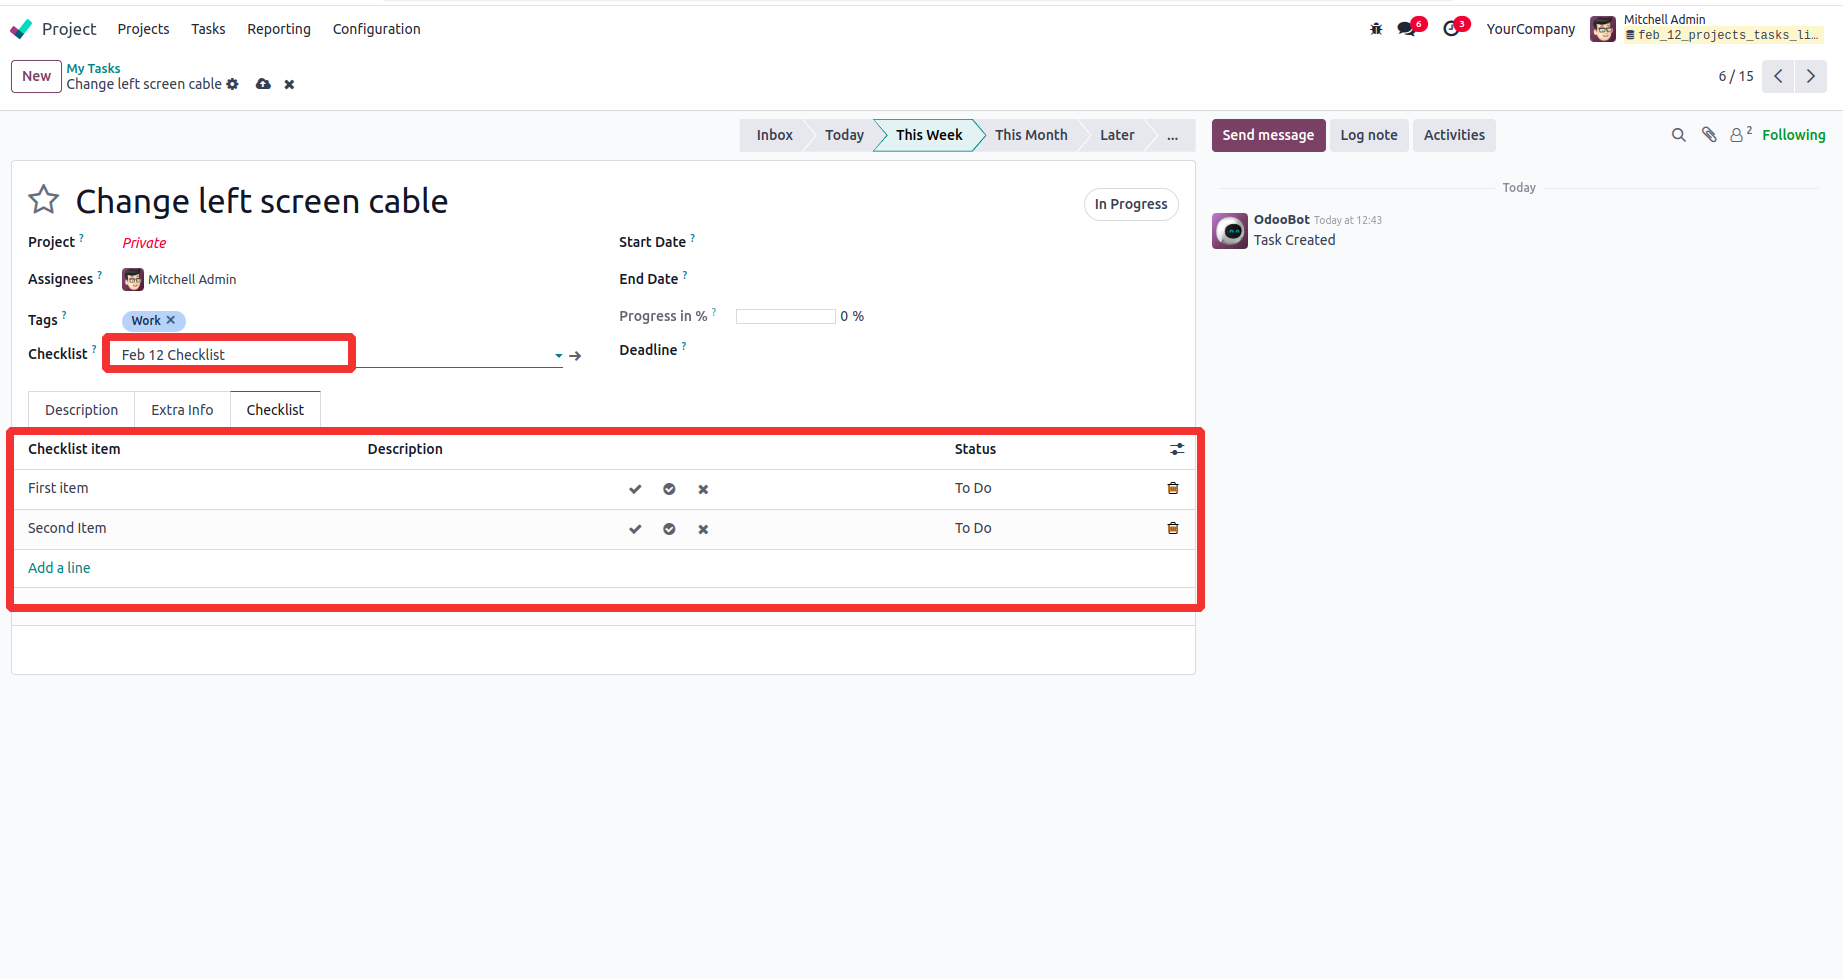 Project Projects Tasks Reporting Configuration 6 3 YourCompany Mitchell Admin
feb_12_projects_tasks_li...
New My Tasks
Change left screen cable 6 / 15
Inbox Today This Week This Month Later ... Send message Log note Activities 2 Following
Change left screen cable In Progress
Today
OdooBot Today at 12:43
Task Created
Project ? Private Start Date ?
Assignees ? Mitchell Admin End Date ?
Tags ? Work Progress in % ? 0 %
Checklist ? Feb 12 Checklist Deadline ?
Description Extra Info Checklist
Checklist item Description Status
First item To Do
Second Item To Do
Add a line